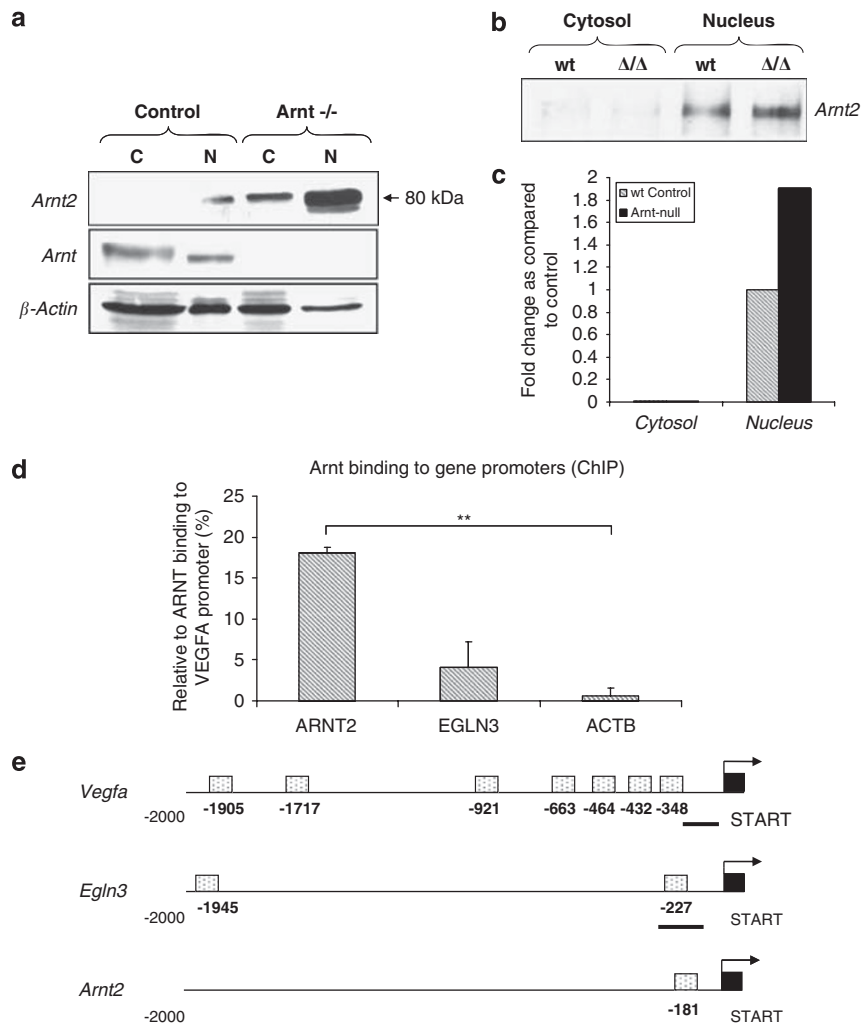 a
Control Arnt -/-
C N C N
Arnt2
← 80 kDa
Arnt
β-Actin
b
Cytosol Nucleus
wt Δ/Δ wt Δ/Δ
Arnt2
c
Fold change as compared
to control
2
1.8
1.6
1.4
1.2
1
0.8
0.6
0.4
0.2
0
wt Control
Arnt-null
Cytosol Nucleus
d
Arnt binding to gene promoters (ChIP)
Relative to ARNT binding to
VEGFA promoter (%)
25
20
15
10
5
0
**
ARNT2 EGLN3 ACTB
e
Vegfa
-2000 -1905 -1717 -921 -663 -464 -432 -348 START
Egln3
-2000 -1945 -227 START
Arnt2
-2000 -181 START